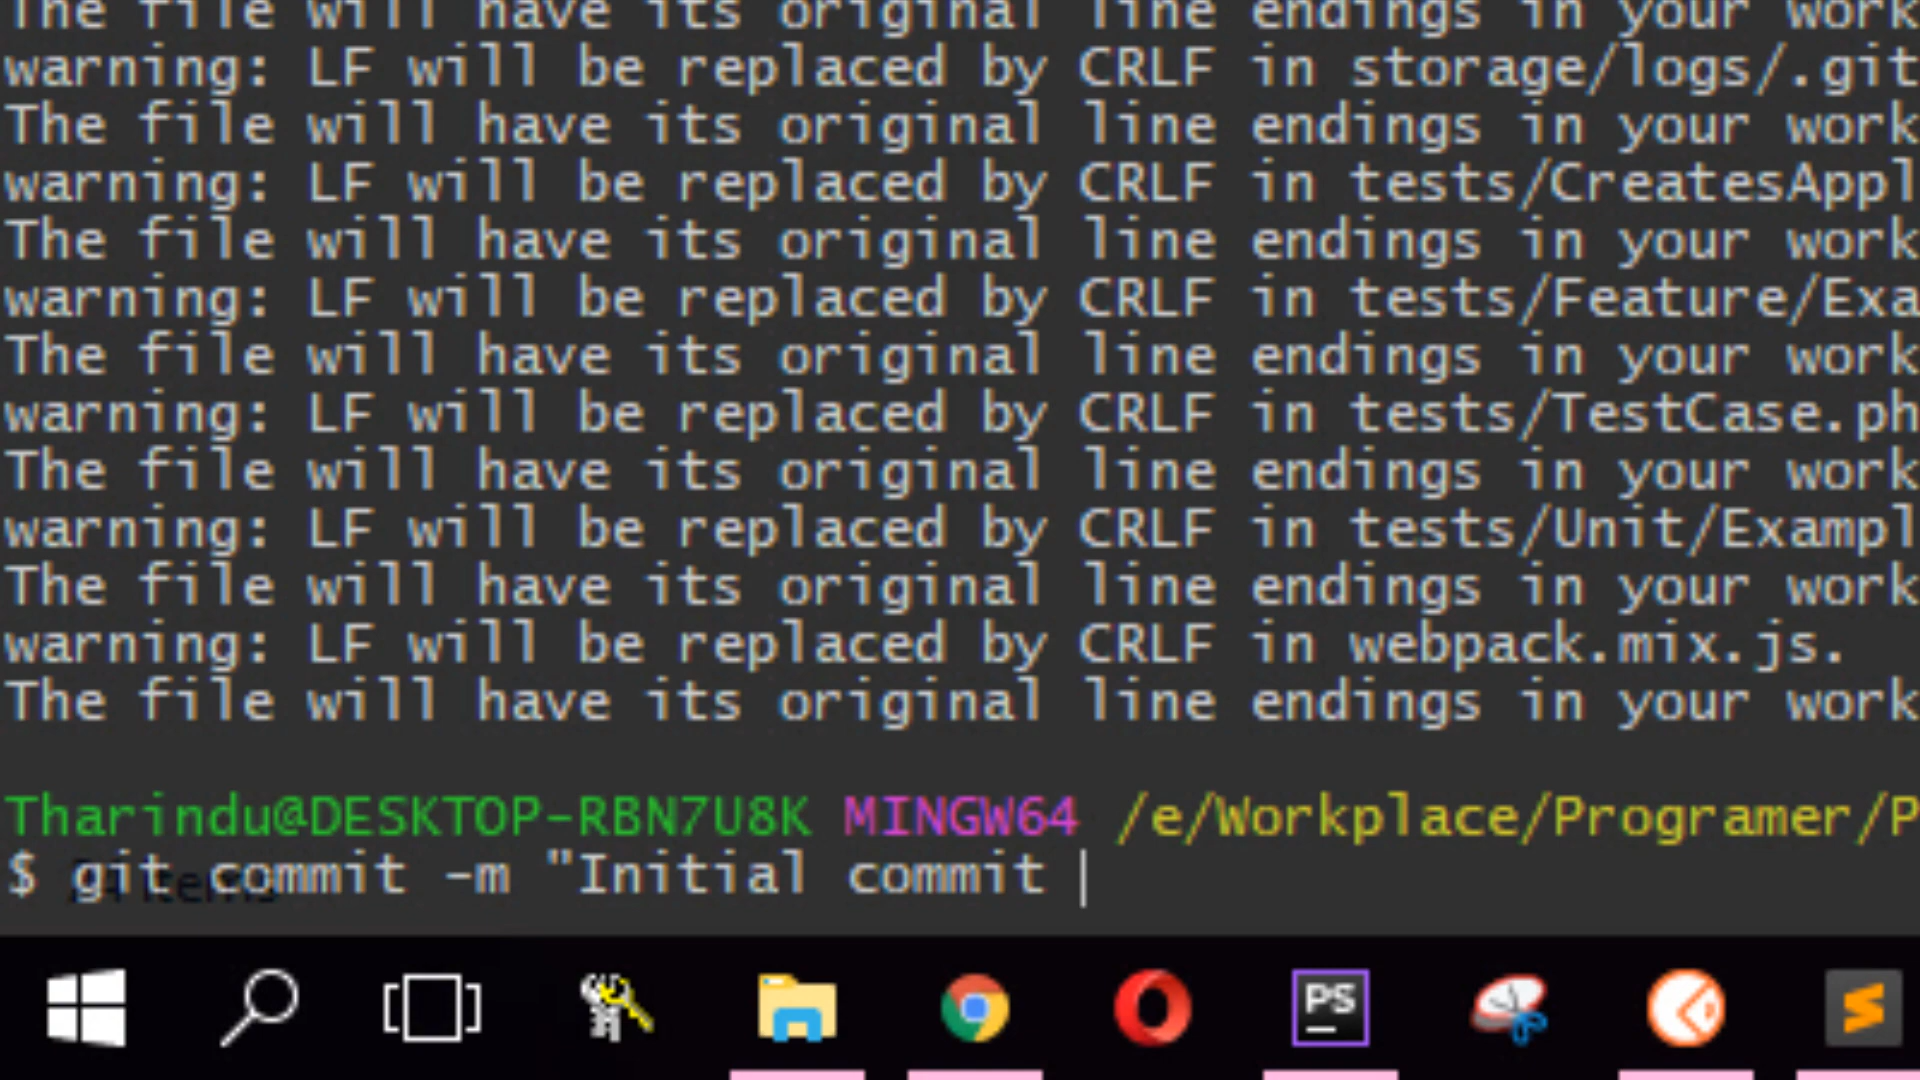 The file will have its original line endings in your work
warning: LF will be replaced by CRLF in storage/logs/.git
The file will have its original line endings in your work
warning: LF will be replaced by CRLF in tests/CreatesAppl
The file will have its original line endings in your work
warning: LF will be replaced by CRLF in tests/Feature/Exa
The file will have its original line endings in your work
warning: LF will be replaced by CRLF in tests/TestCase.ph
The file will have its original line endings in your work
warning: LF will be replaced by CRLF in tests/Unit/Exampl
The file will have its original line endings in your work
warning: LF will be replaced by CRLF in webpack.mix.js.
The file will have its original line endings in your work
Tharindu@DESKTOP-RBN7U8K MINGW64 /e/Workplace/Programer/P
$ git commit -m "Initial commit
items
PS